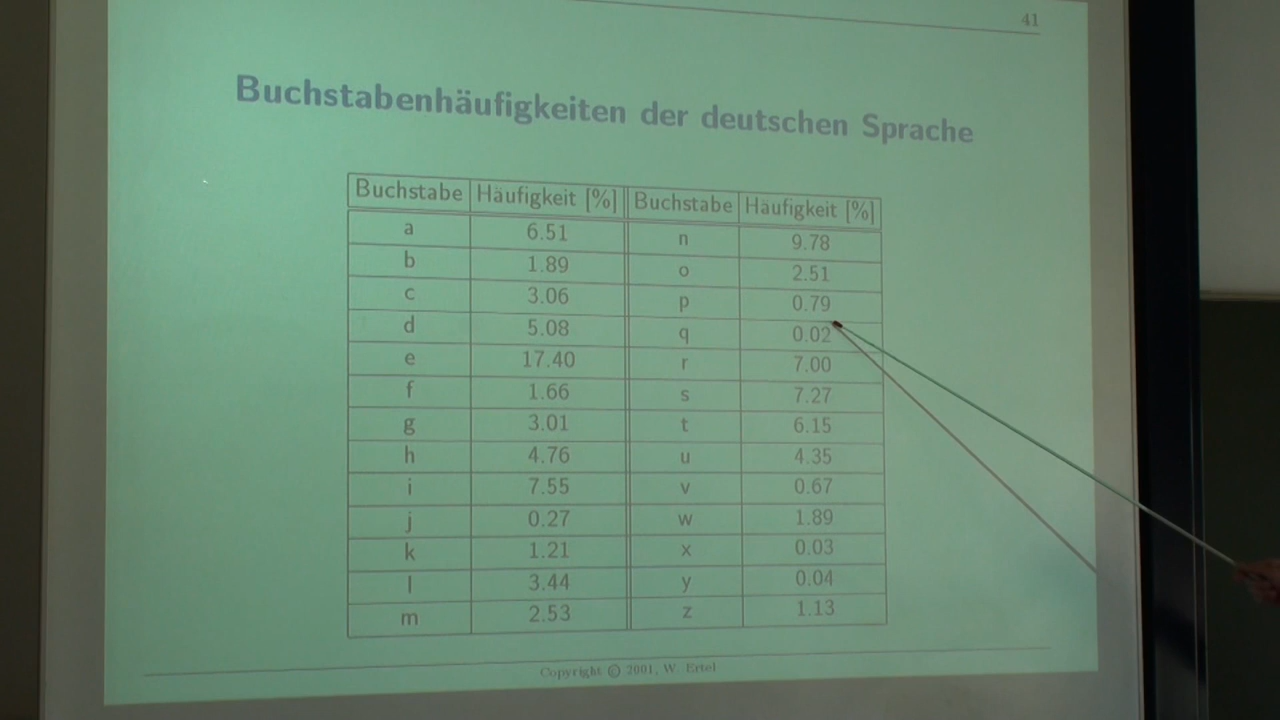 41
Buchstabenhäufigkeiten der deutschen Sprache
Buchstabe Häufigkeit [%] Buchstabe Häufigkeit [%]
a 6.51 n 9.78
b 1.89 o 2.51
c 3.06 p 0.79
d 5.08 q 0.02
e 17.40 r 7.00
f 1.66 s 7.27
g 3.01 t 6.15
h 4.76 u 4.35
i 7.55 v 0.67
j 0.27 w 1.89
k 1.21 x 0.03
l 3.44 y 0.04
m 2.53 z 1.13
Copyright © 2001, W. Ertel